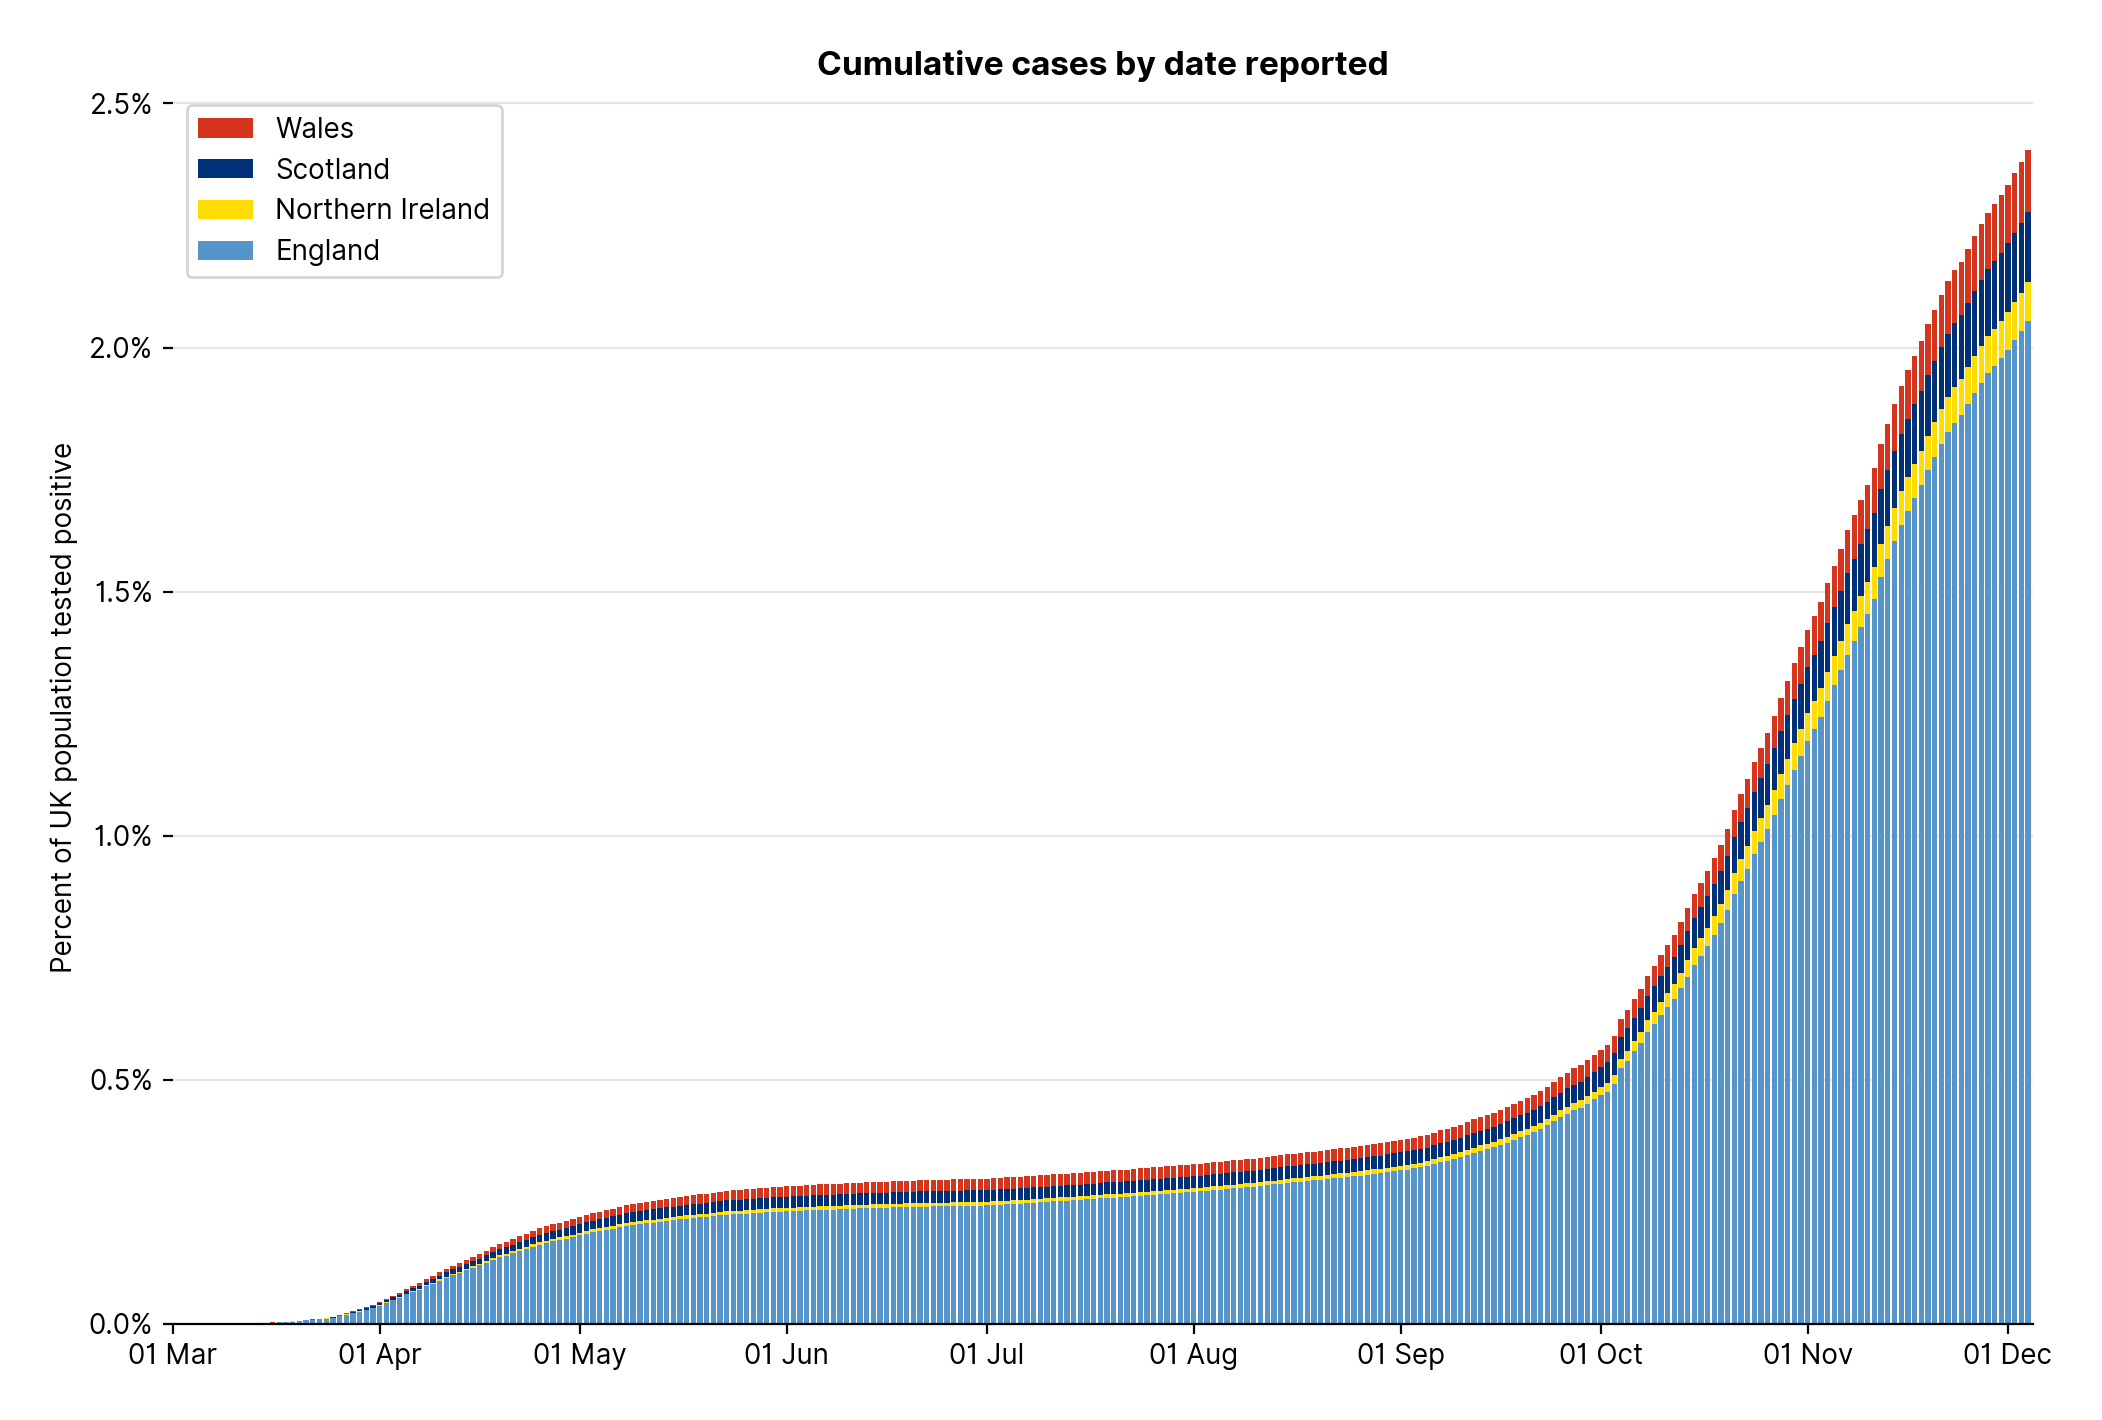 Cumulative cases by date reported
2.5%
2.0%
1.5%
1.0%
0.5%
0.0%
Percent of UK population tested positive
Wales
Scotland
Northern Ireland
England
01 Mar
01 Apr
01 May
01 Jun
01 Jul
01 Aug
01 Sep
01 Oct
01 Nov
01 Dec